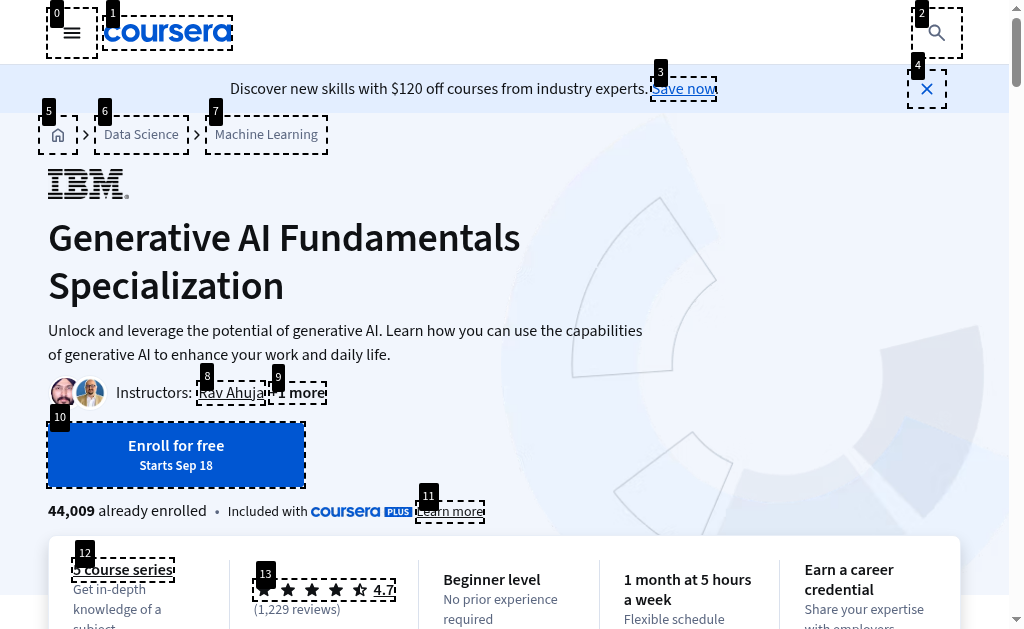 0
1
2
coursera
Discover new skills with $120 off courses from industry experts. Save now
3
4
5
6
7
Data Science
Machine Learning
IBM
Generative AI Fundamentals
Specialization
Unlock and leverage the potential of generative AI. Learn how you can use the capabilities
of generative AI to enhance your work and daily life.
8
9
Instructors: Rav Ahuja +1 more
10
Enroll for free
Starts Sep 18
11
44,009 already enrolled • Included with coursera PLUS Learn more
12
5 course series
Get in-depth
knowledge of a
subject
13
4.7
(1,229 reviews)
Beginner level
No prior experience
required
1 month at 5 hours
a week
Flexible schedule
Earn a career
credential
Share your expertise
with employers